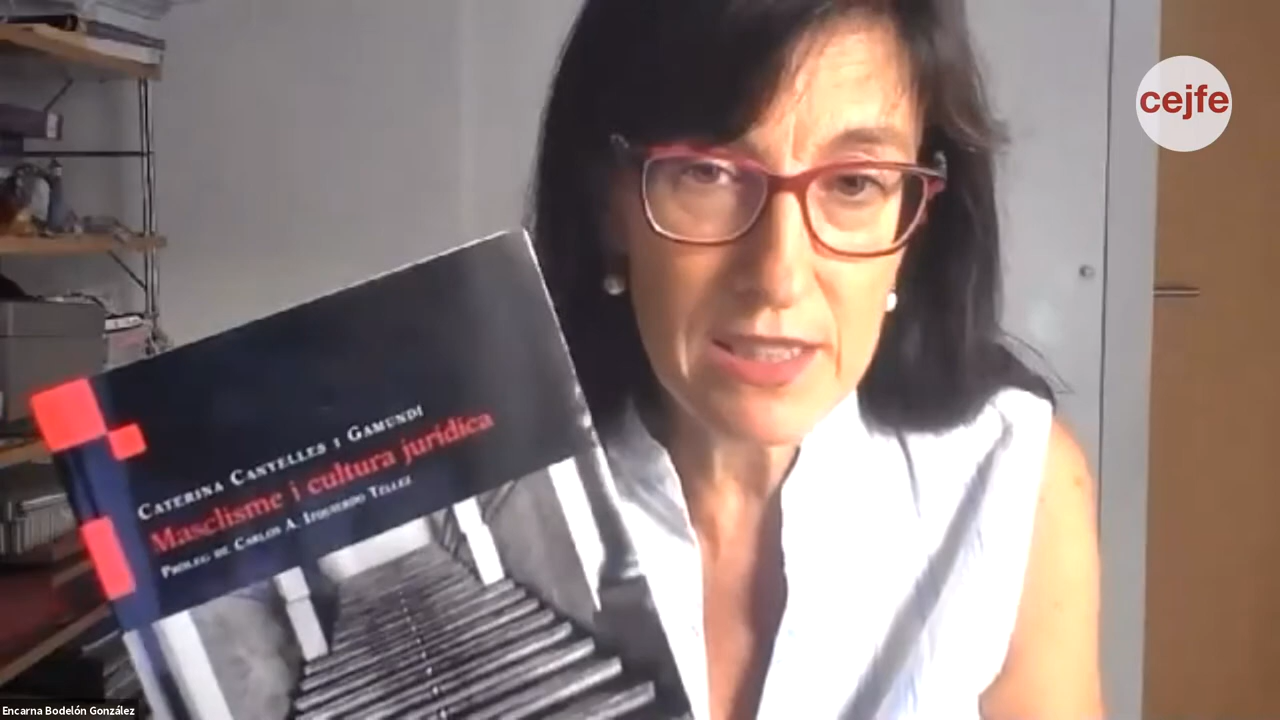 cejfe
CATERINA CANYELLES I GAMUNDÍ
Masclisme i cultura jurídica
PRÒLEG DE CARLOS A. IZQUIERDO TÉLLEZ
Encarna Bodelón González